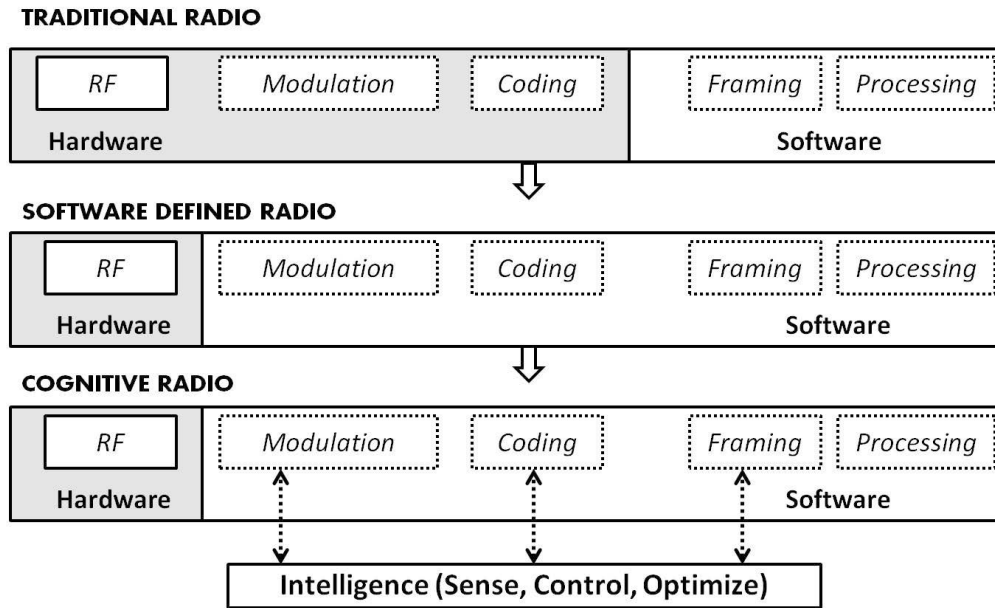 TRADITIONAL RADIO
RF Modulation Coding Framing Processing
Hardware Software
SOFTWARE DEFINED RADIO
RF Modulation Coding Framing Processing
Hardware Software
COGNITIVE RADIO
RF Modulation Coding Framing Processing
Hardware Software
Intelligence (Sense, Control, Optimize)